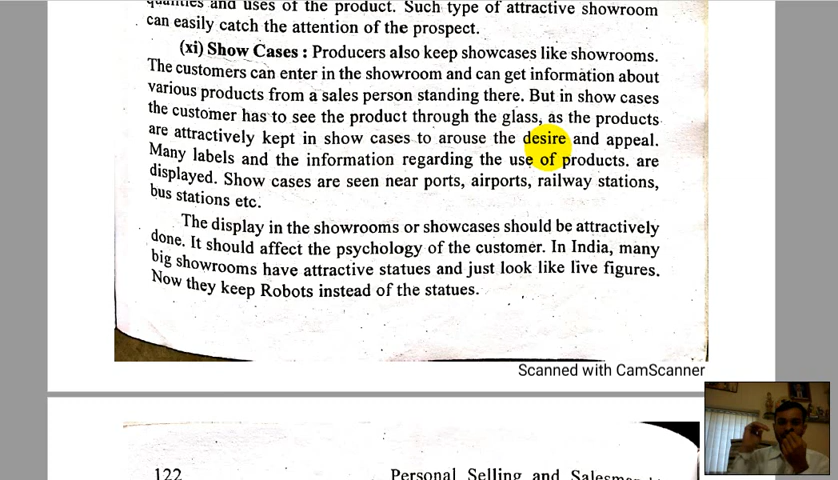 qualities and uses of the product. Such type of attractive showroom
can easily catch the attention of the prospect.
(xi) Show Cases : Producers also keep showcases like showrooms.
The customers can enter in the showroom and can get information about
various products from a sales person standing there. But in show cases
the customer has to see the product through the glass, as the products
are attractively kept in show cases to arouse the desire and appeal.
Many labels and the information regarding the use of products. are
displayed. Show cases are seen near ports, airports, railway stations,
bus stations etc.
The display in the showrooms or showcases should be attractively
done. It should affect the psychology of the customer. In India, many
big showrooms have attractive statues and just look like live figures.
Now they keep Robots instead of the statues.
Scanned with CamScanner
122 Personal Selling and